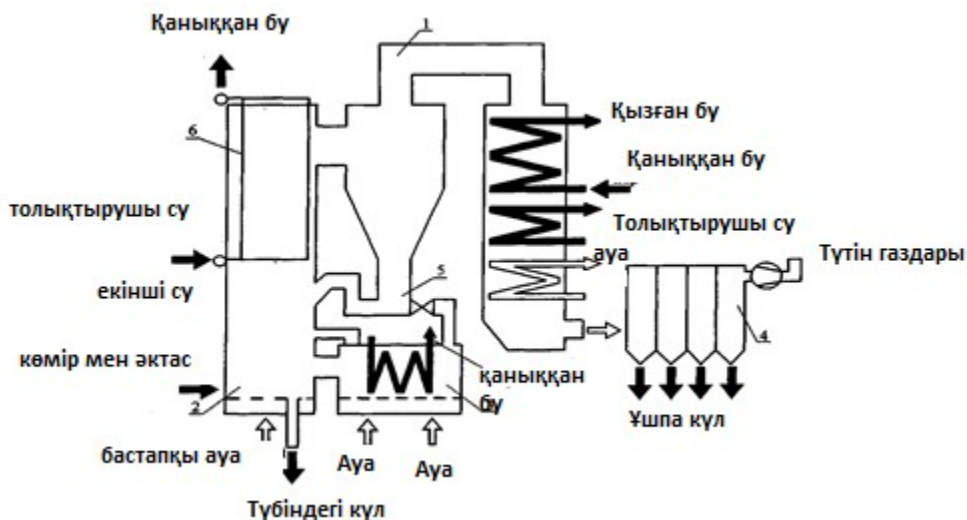 Қаныққан бу
1
6
Қызған бу
Қаныққан бу
толықтырушы су
Толықтырушы су
ауа
Түтін газдары
екінші су
5
4
көмір мен әктас
қаныққан
бу
2
Ұшпа күл
бастапқы ауа
Ауа
Ауа
Түбіндегі күл